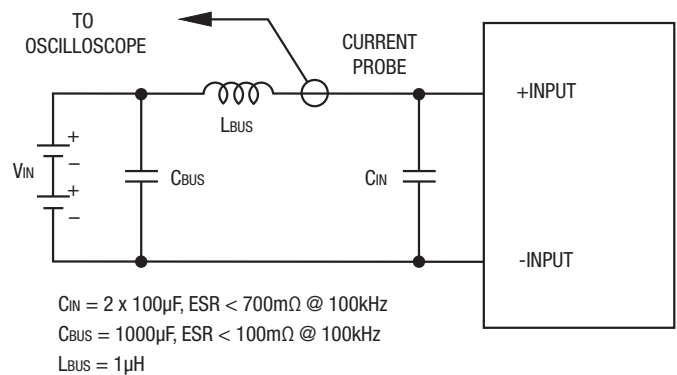 TO
OSCILLOSCOPE
CURRENT
PROBE
+INPUT
LBUS
+
VIN
–
+
–
CBUS
CIN
-INPUT
CIN = 2 x 100µF, ESR < 700mΩ @ 100kHz
CBUS = 1000µF, ESR < 100mΩ @ 100kHz
LBUS = 1µH